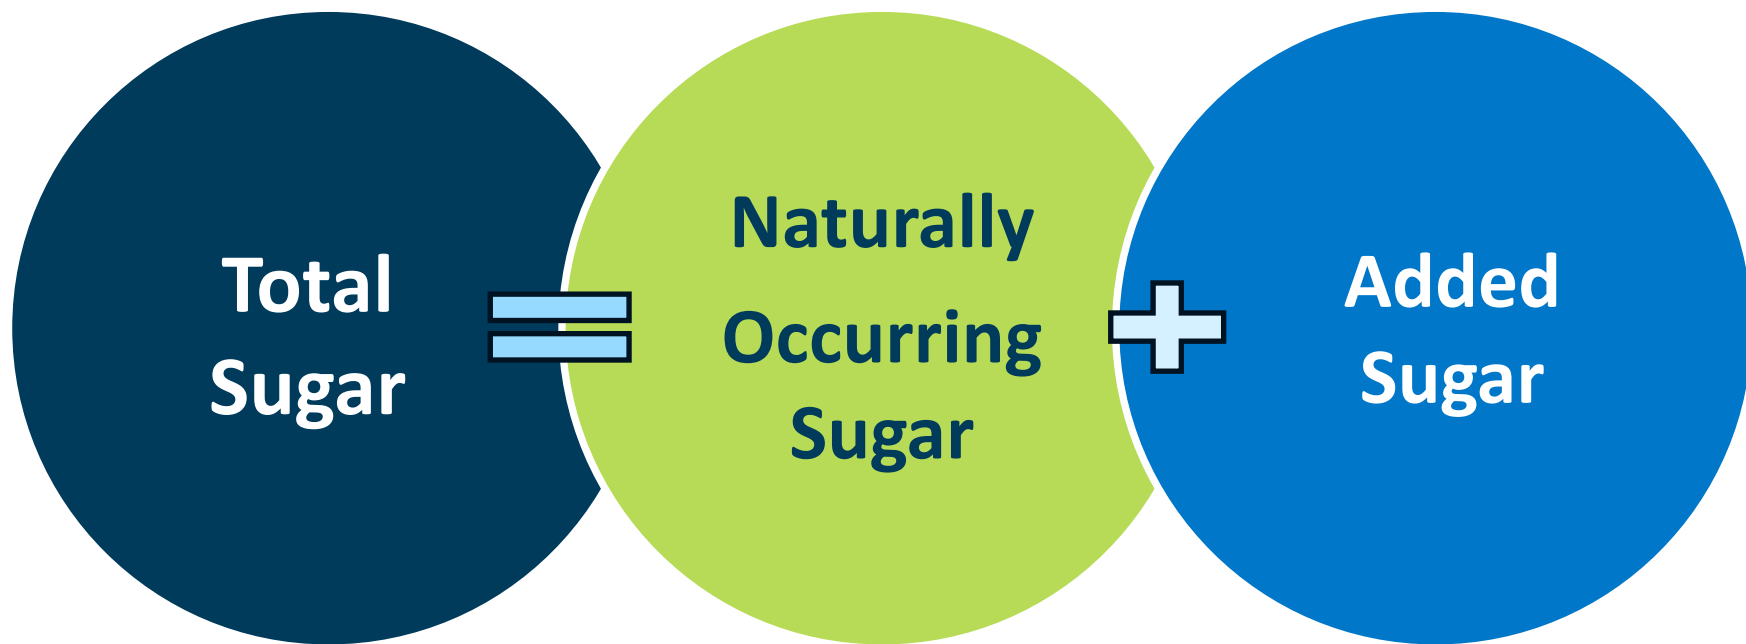 Total
Sugar
Naturally
Occurring
Sugar
Added
Sugar